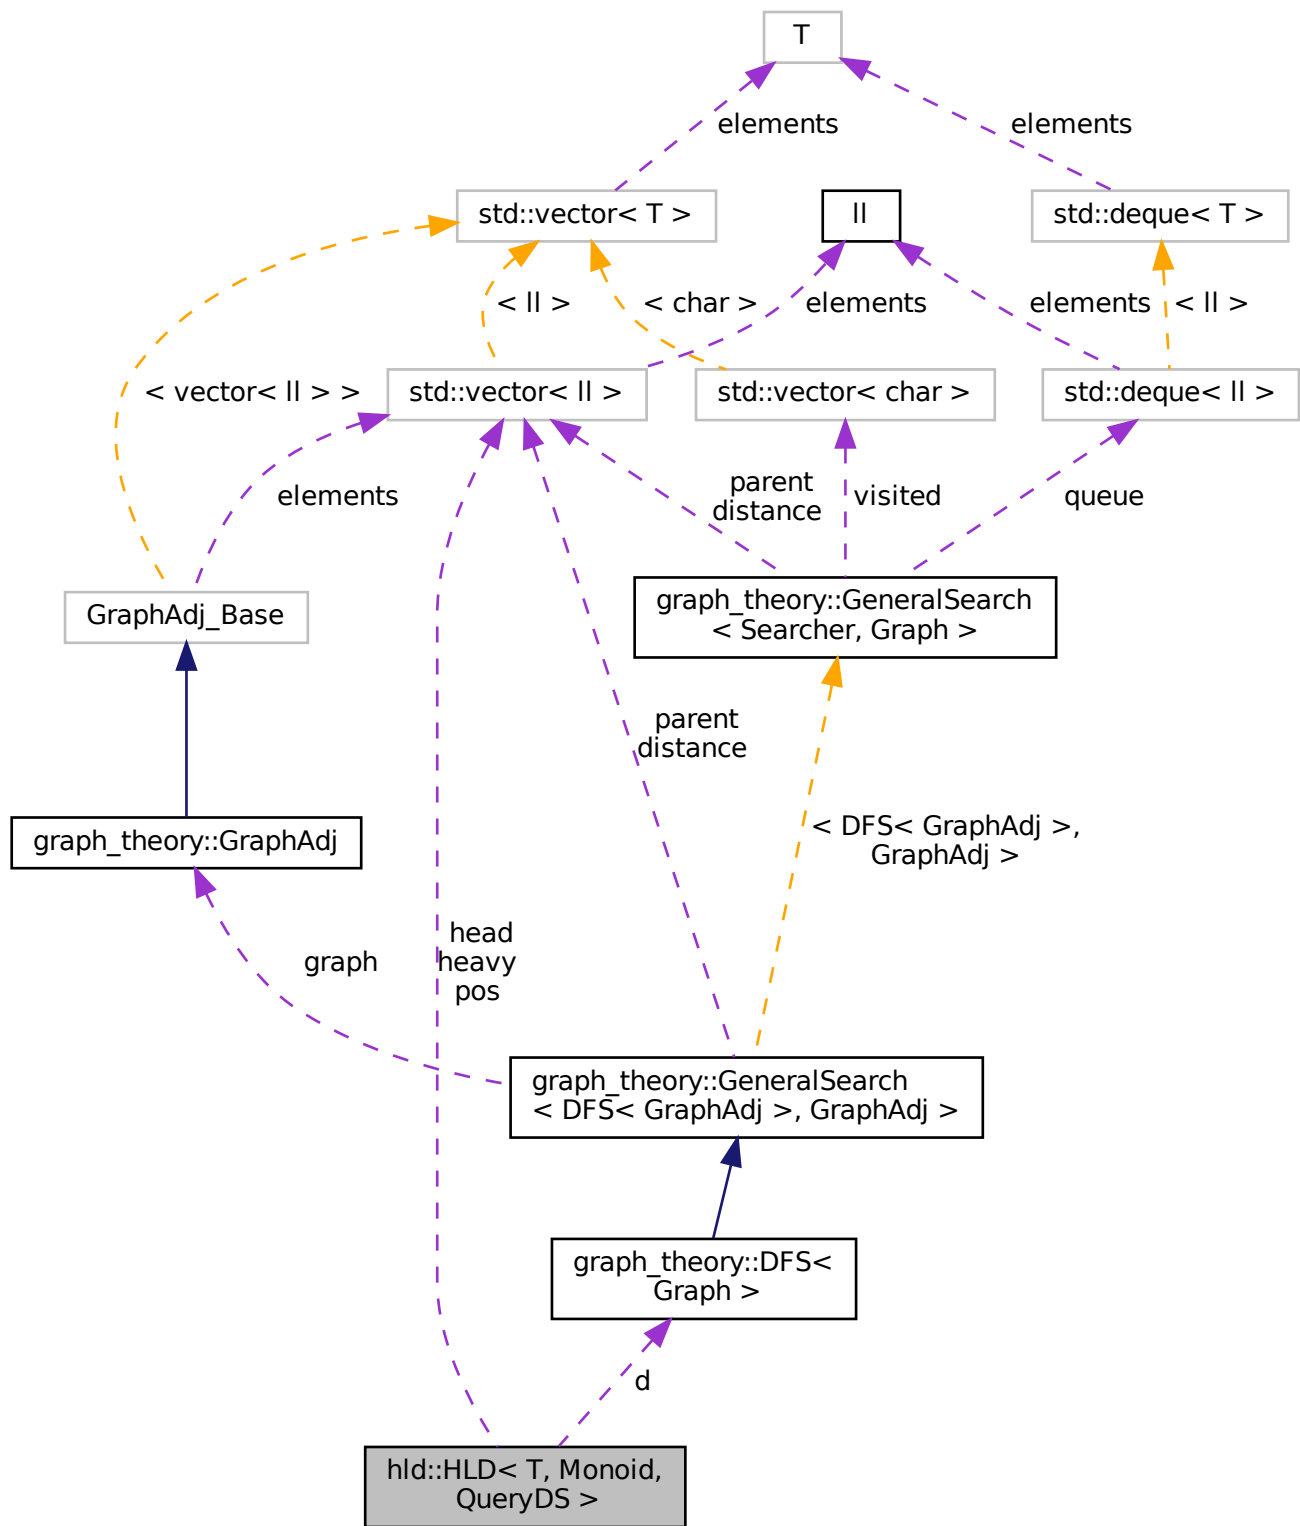 T
elements
elements
std::vector< T >
ll
std::deque< T >
< ll >
< char >
elements
elements
< ll >
< vector< ll > >
std::vector< ll >
std::vector< char >
std::deque< ll >
elements
parent
distance
visited
queue
GraphAdj_Base
graph_theory::GeneralSearch
< Searcher, Graph >
parent
distance
graph_theory::GraphAdj
< DFS< GraphAdj >,
GraphAdj >
graph
head
heavy
pos
graph_theory::GeneralSearch
< DFS< GraphAdj >, GraphAdj >
graph_theory::DFS<
Graph >
d
hld::HLD< T, Monoid,
QueryDS >